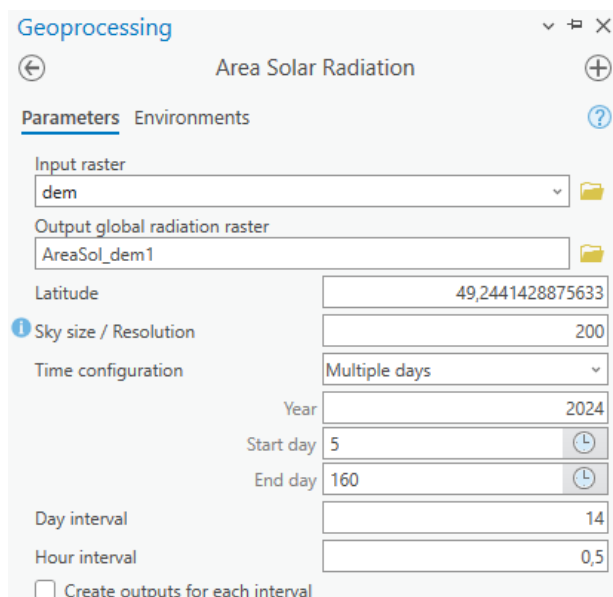 Geoprocessing
Area Solar Radiation
Parameters Environments
Input raster
dem
Output global radiation raster
AreaSol_dem1
Latitude 49,2441428875633
Sky size / Resolution 200
Time configuration Multiple days
Year 2024
Start day 5
End day 160
Day interval 14
Hour interval 0,5
Create outputs for each interval